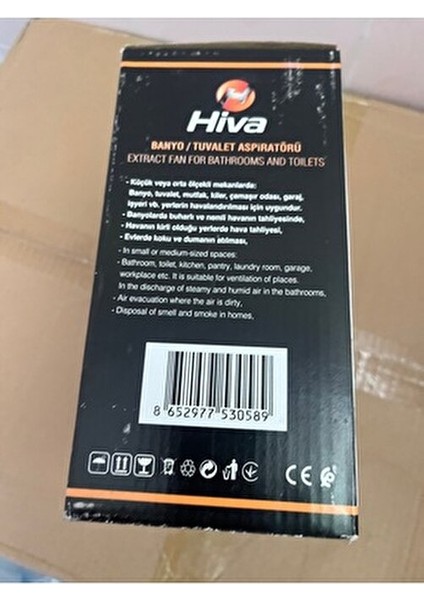 Hiva
BANYO / TUVALET ASPİRATÖRÜ
EXTRACT FAN FOR BATHROOMS AND TOILETS
- Küçük veya orta ölçekli mekanlarda:
Banyo, tuvalet, mutfak, kiler, çamaşır odası, garaj,
işyeri vb. yerlerin havalandırılması için uygundur.
- Banyolarda buharlı ve nemli havanın tahliyesinde,
- Havanın kirli olduğu yerlerde hava tahliyesi,
- Evlerde koku ve dumanın atılması,
- In small or medium-sized spaces:
- Bathroom, toilet, kitchen, pantry, laundry room, garage,
workplace etc. It is suitable for ventilation of places.
In the discharge of steamy and humid air in the bathrooms,
- Air evacuation where the air is dirty,
- Disposal of smell and smoke in homes,
8 652977 530589
CE